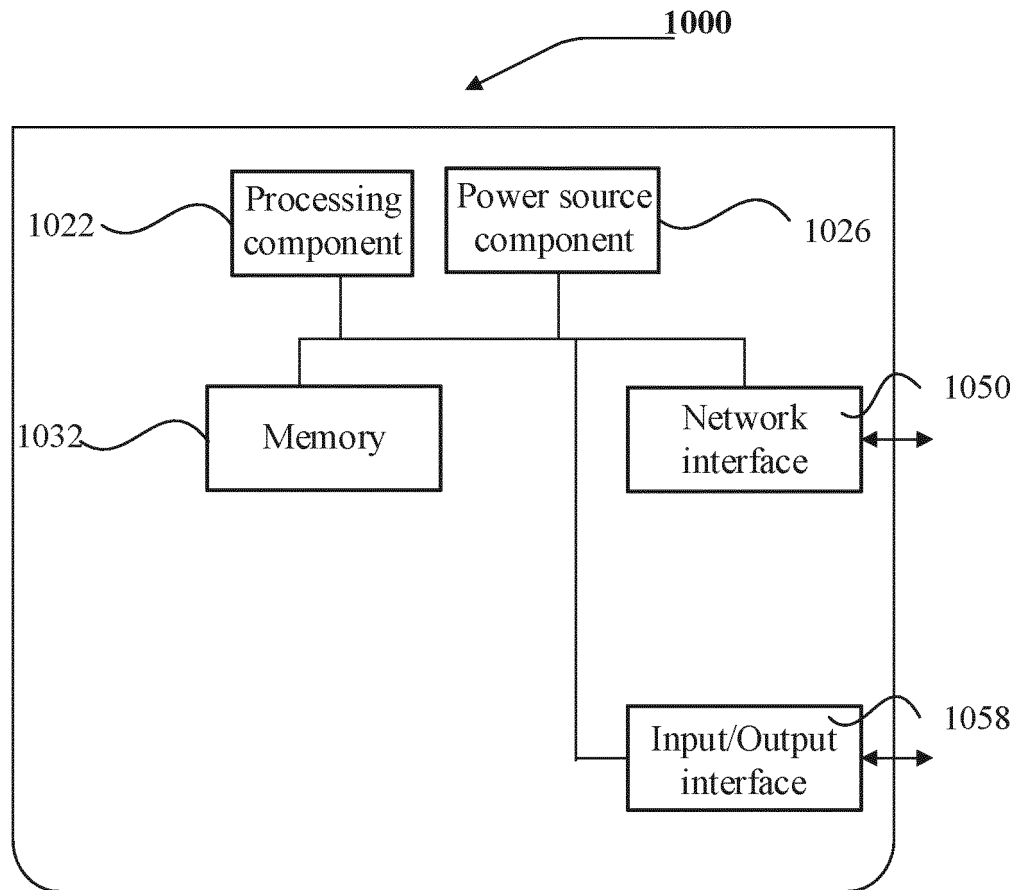 1000
Processing
component
Power source
component
1022
1026
Memory
1032
Network
interface
1050
Input/Output
interface
1058